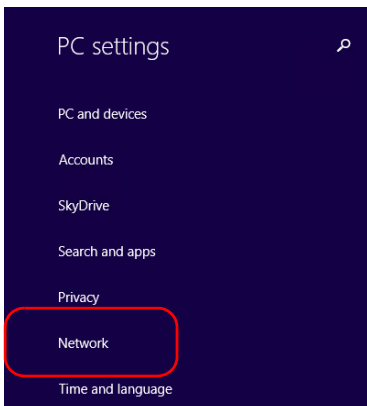 PC settings
PC and devices
Accounts
SkyDrive
Search and apps
Privacy
Network
Time and language